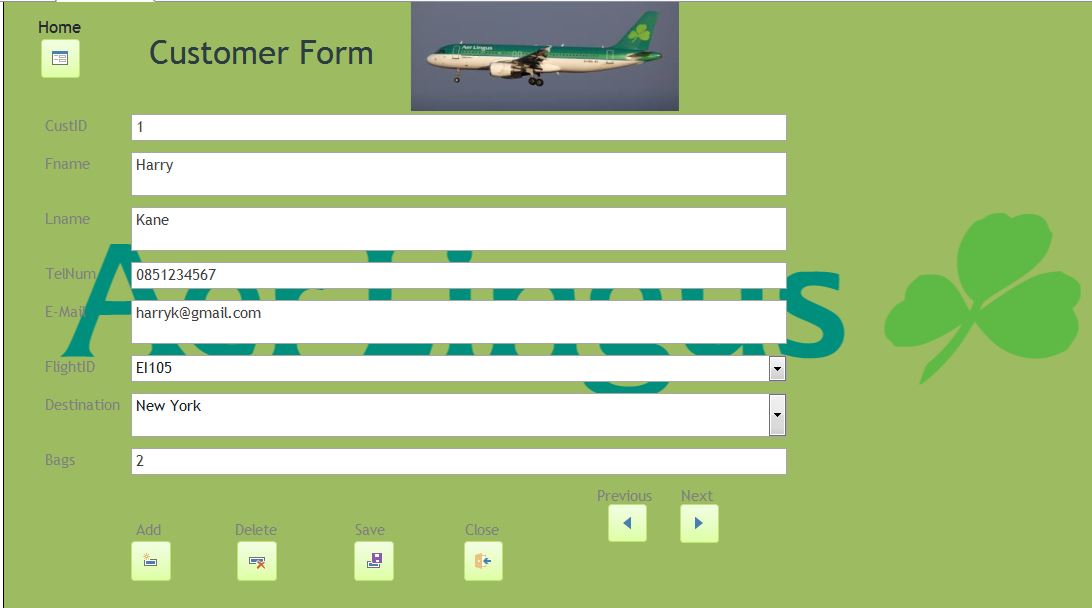 Home
Customer Form
Aer Lingus
CustID 1
Fname Harry
Lname Kane
Aer Lingus
TelNum 0851234567
E-Mail harryk@gmail.com
FlightID EI105
Destination New York
Bags 2
Previous Next
Add Delete Save Close